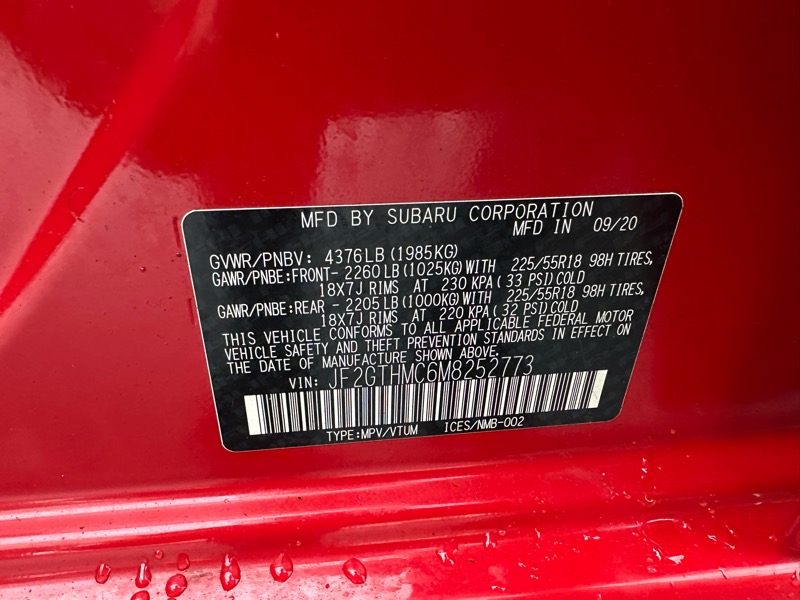 MFD BY SUBARU CORPORATION
MFD IN 09/20
GVWR/PNBV: 4376LB(1985KG)
GAWR/PNBE:FRONT- 2260LB(1025KG)WITH 225/55R18 98H TIRES,
18X7J RIMS AT 230 KPA(33 PSI)COLD
GAWR/PNBE:REAR - 2205LB(1000KG)WITH 225/55R18 98H TIRES,
18X7J RIMS AT 220 KPA(32 PSI)COLD
THIS VEHICLE CONFORMS TO ALL APPLICABLE FEDERAL MOTOR
VEHICLE SAFETY AND THEFT PREVENTION STANDARDS IN EFFECT ON
THE DATE OF MANUFACTURE SHOWN ABOVE.
VIN: JF2GTHMC6M8252773
TYPE:MPV/VTUM ICES/NMB-002